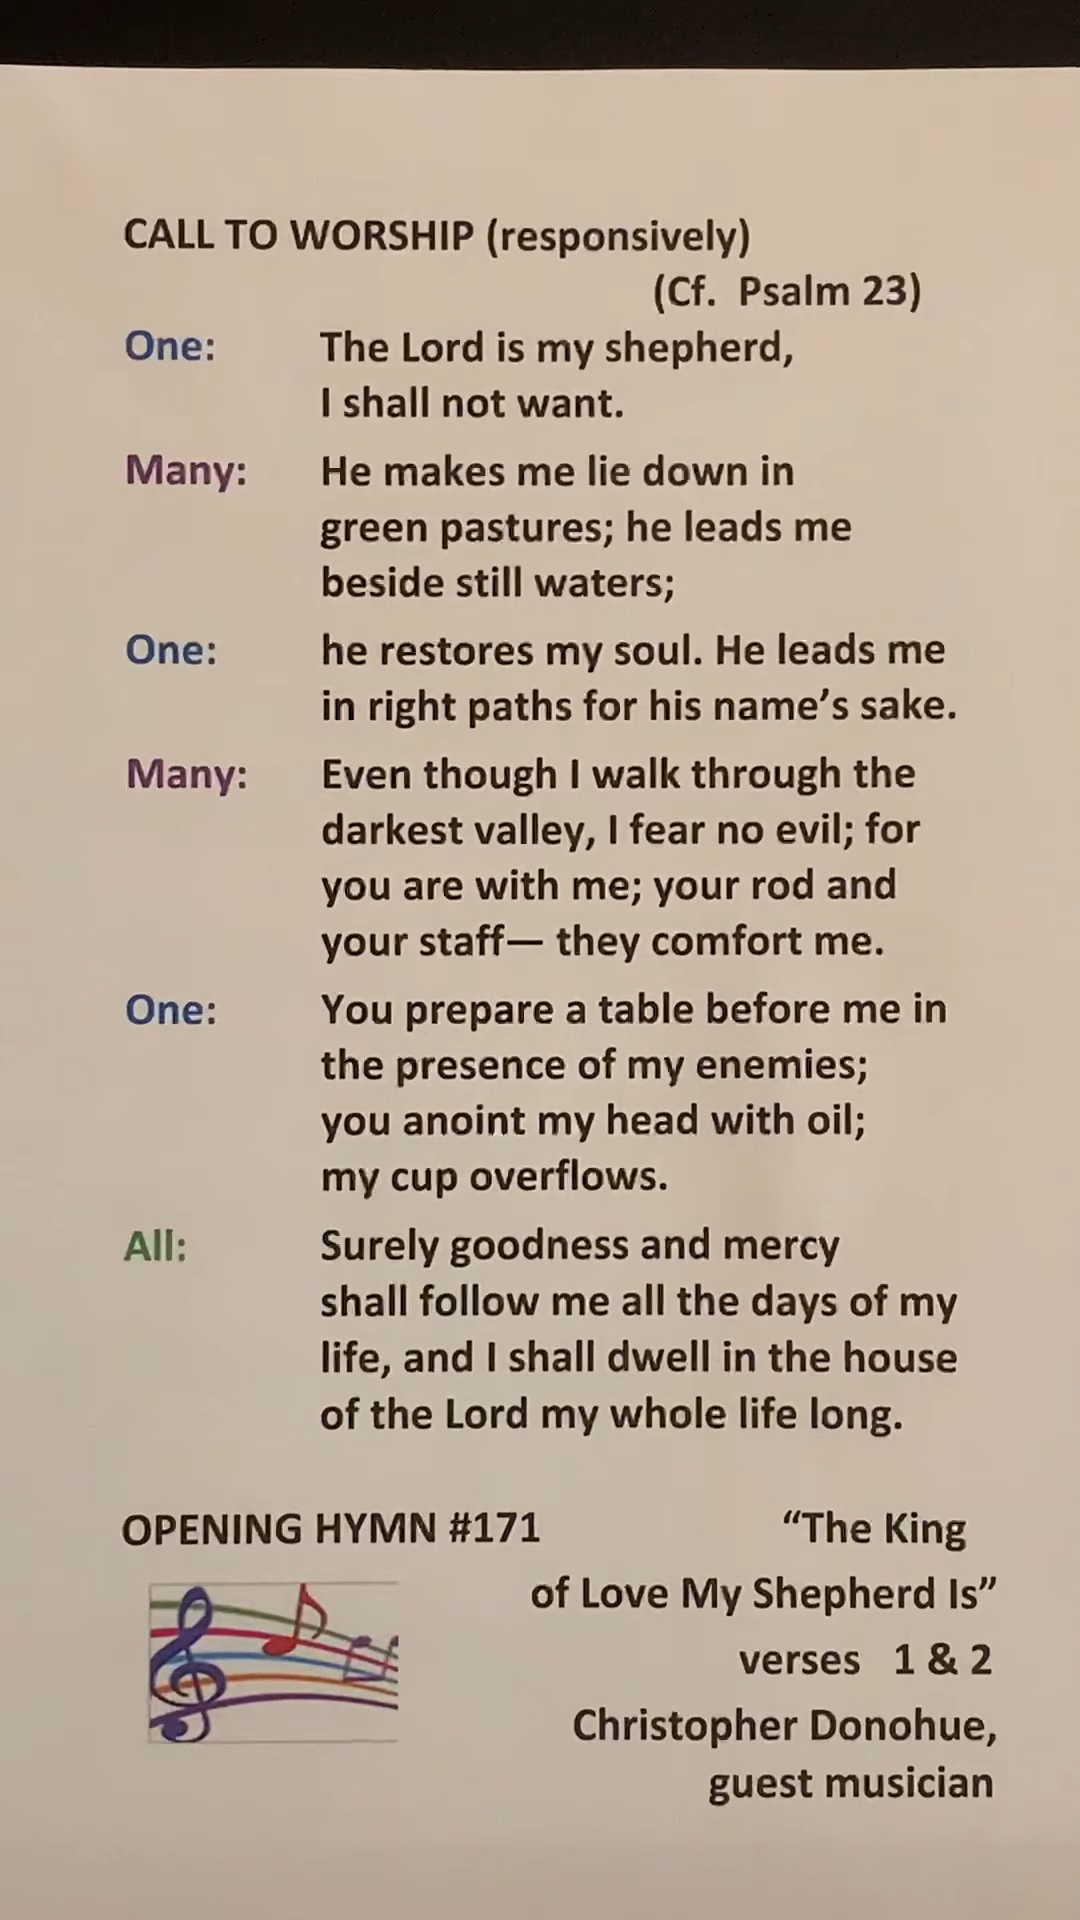 CALL TO WORSHIP (responsively)
(Cf. Psalm 23)
One: The Lord is my shepherd,
I shall not want.
Many: He makes me lie down in
green pastures; he leads me
beside still waters;
One: he restores my soul. He leads me
in right paths for his name’s sake.
Many: Even though I walk through the
darkest valley, I fear no evil; for
you are with me; your rod and
your staff— they comfort me.
One: You prepare a table before me in
the presence of my enemies;
you anoint my head with oil;
my cup overflows.
All: Surely goodness and mercy
shall follow me all the days of my
life, and I shall dwell in the house
of the Lord my whole life long.
OPENING HYMN #171 “The King
of Love My Shepherd Is”
verses 1 & 2
Christopher Donohue,
guest musician